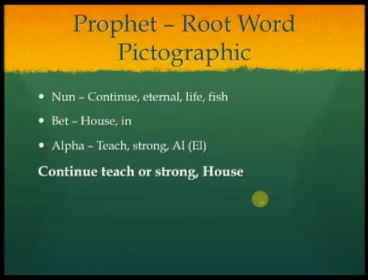 Prophet – Root Word
Pictographic
• Nun – Continue, eternal, life, fish
• Bet – House, in
• Alpha – Teach, strong, Al (El)
Continue teach or strong, House